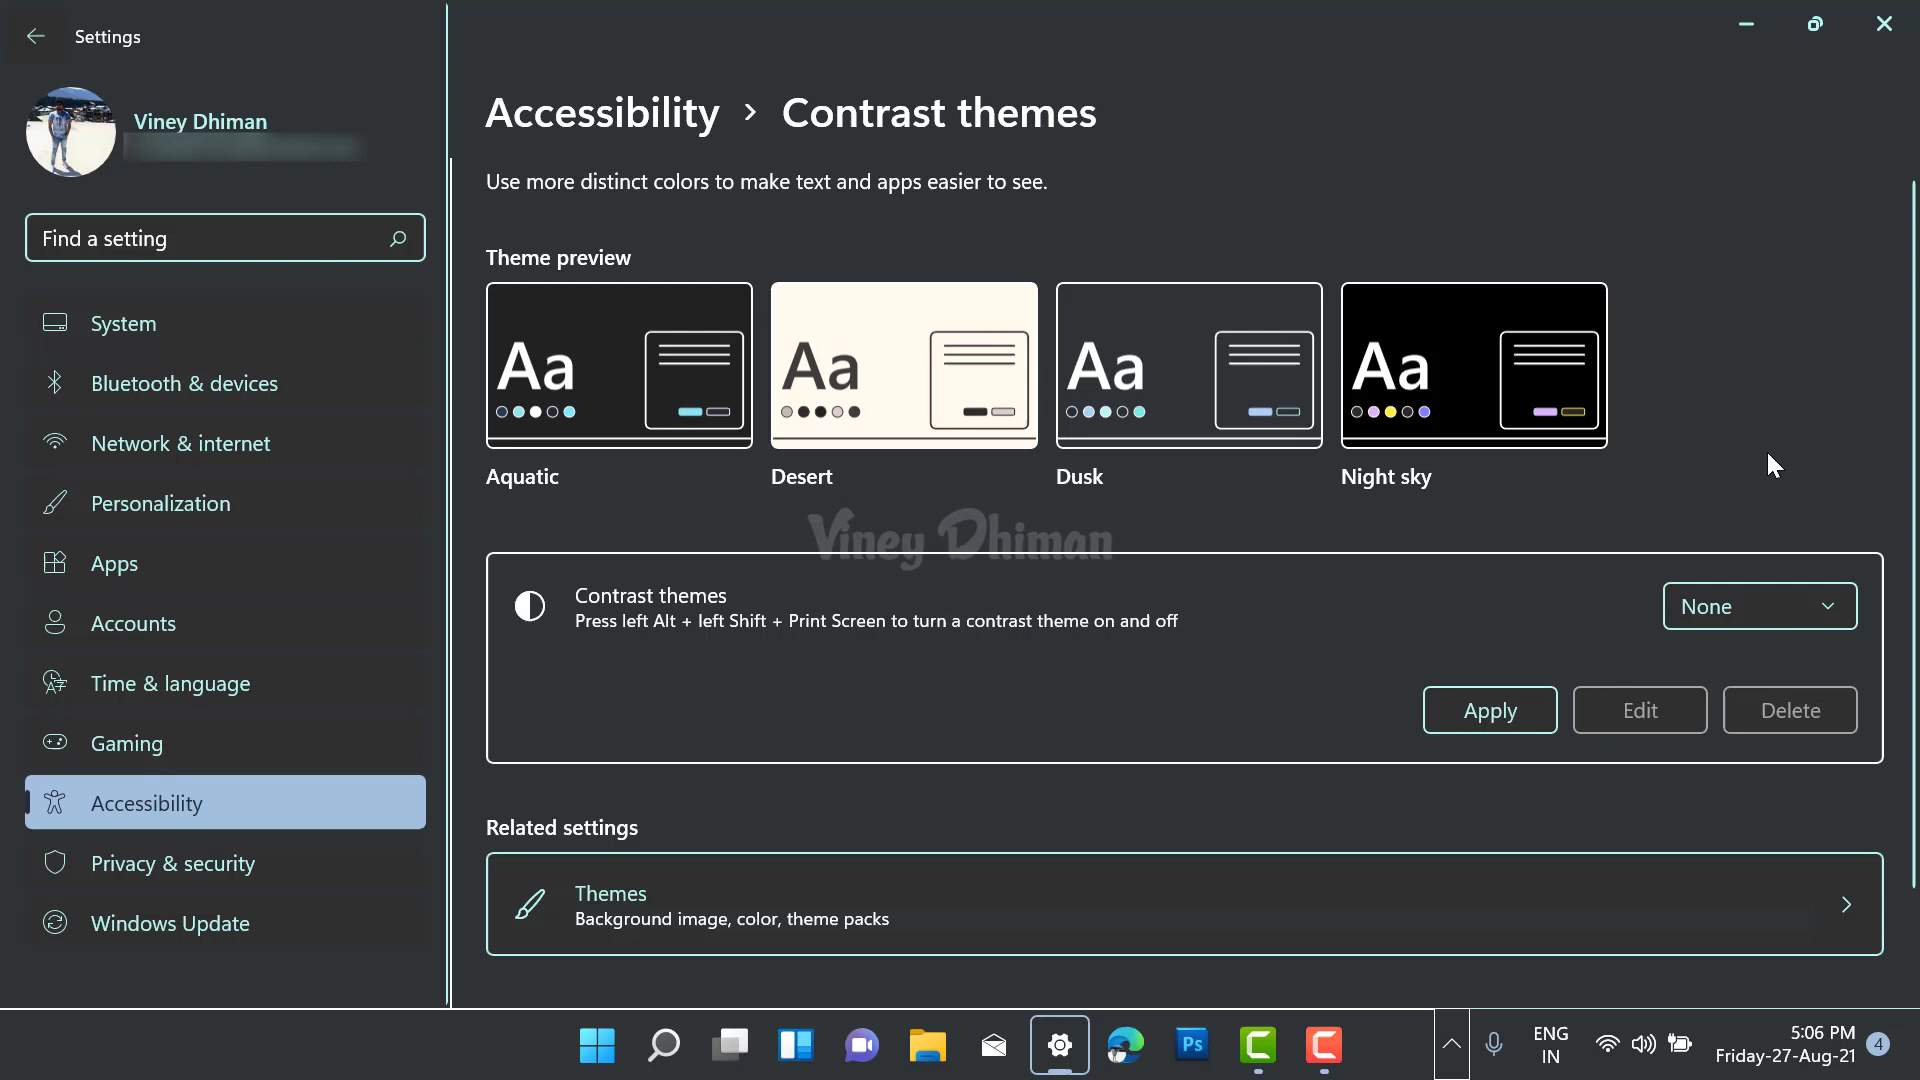 Settings
Viney Dhiman
Find a setting
System
Bluetooth & devices
Network & internet
Personalization
Apps
Accounts
Time & language
Gaming
Accessibility
Privacy & security
Windows Update
Accessibility > Contrast themes
Use more distinct colors to make text and apps easier to see.
Theme preview
Aa Aa Aa Aa
Aquatic Desert Dusk Night sky
Viney Dhiman
Contrast themes
Press left Alt + left Shift + Print Screen to turn a contrast theme on and off
None
Apply Edit Delete
Related settings
Themes
Background image, color, theme packs
Ps
ENG
IN
5:06 PM
Friday-27-Aug-21
4